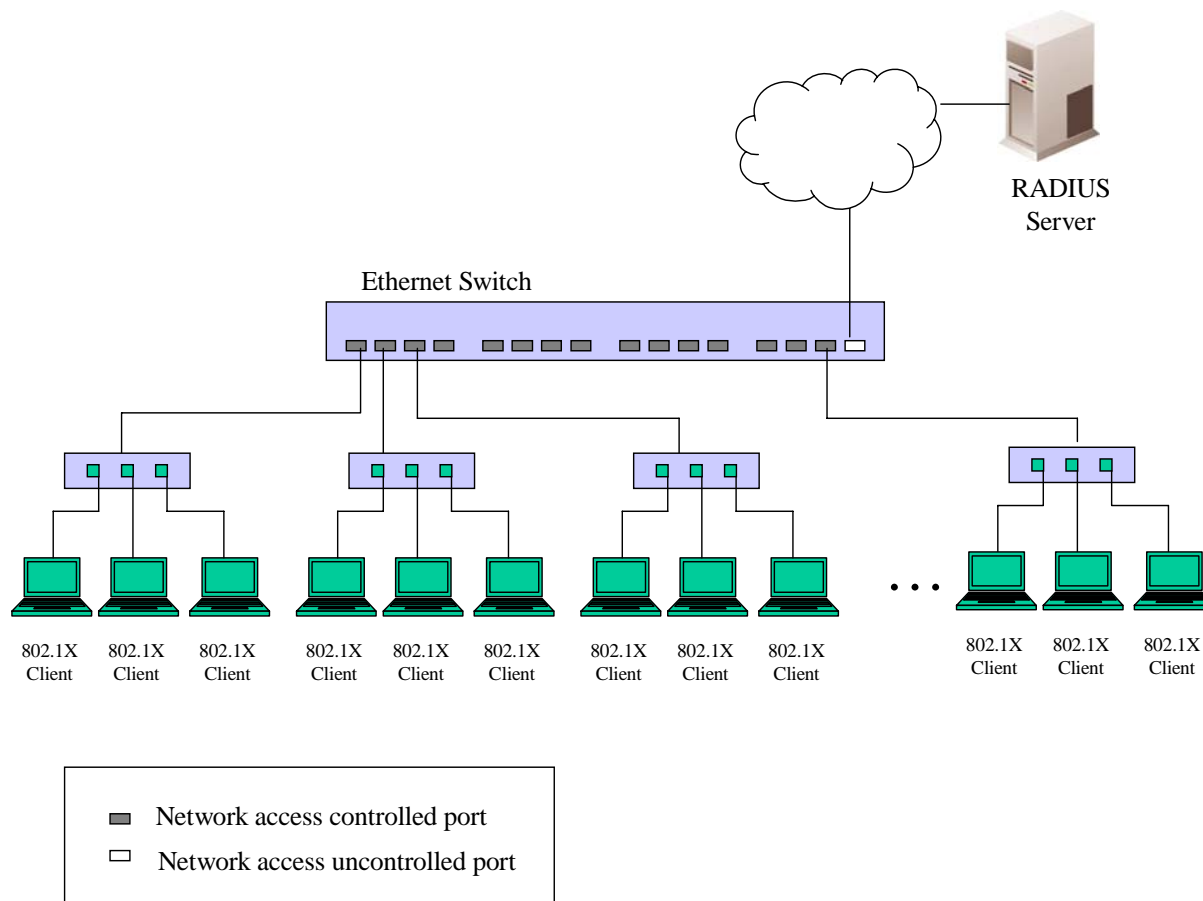 RADIUS
Server
Ethernet Switch
802.1X
Client
802.1X
Client
802.1X
Client
802.1X
Client
802.1X
Client
802.1X
Client
802.1X
Client
802.1X
Client
802.1X
Client
802.1X
Client
802.1X
Client
802.1X
Client
Network access controlled port
Network access uncontrolled port